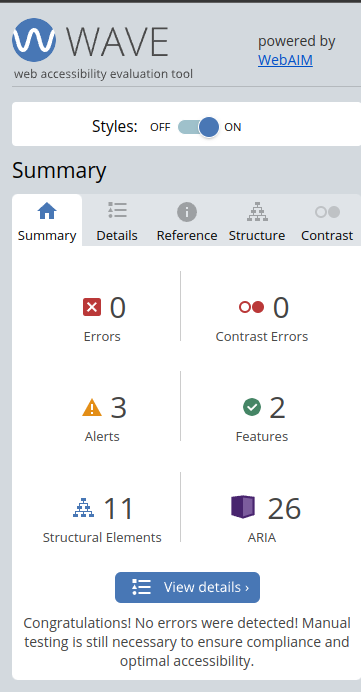 WAVE
web accessibility evaluation tool
powered by
WebAIM
Styles: OFF ON
Summary
Summary Details Reference Structure Contrast
0
Errors
0
Contrast Errors
3
Alerts
2
Features
11
Structural Elements
26
ARIA
View details ›
Congratulations! No errors were detected! Manual
testing is still necessary to ensure compliance and
optimal accessibility.